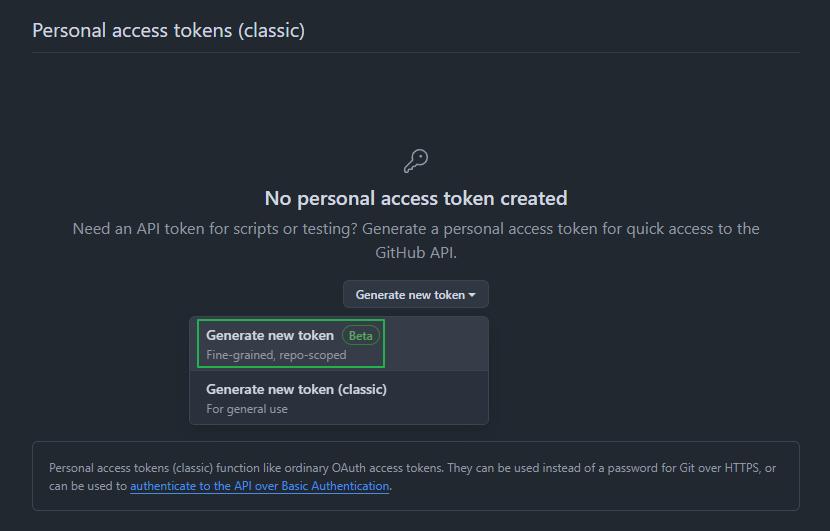 Personal access tokens (classic)
No personal access token created
Need an API token for scripts or testing? Generate a personal access token for quick access to the
GitHub API.
Generate new token
Generate new token Beta
Fine-grained, repo-scoped
Generate new token (classic)
For general use
Personal access tokens (classic) function like ordinary OAuth access tokens. They can be used instead of a password for Git over HTTPS, or
can be used to authenticate to the API over Basic Authentication.